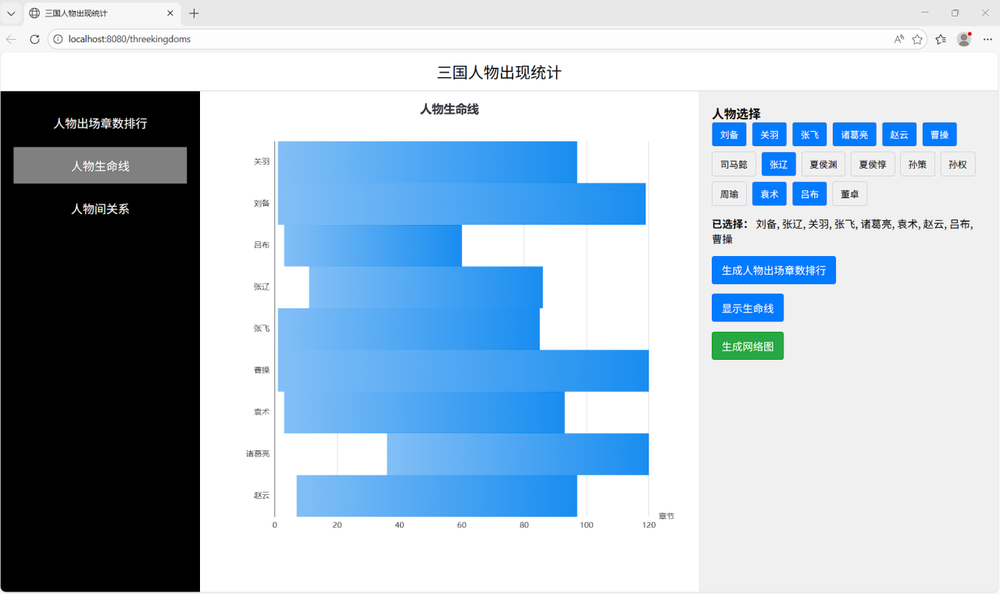 三国人物出现统计
localhost:8080/threekingdoms
三国人物出现统计
人物出场章数排行
人物生命线
人物间关系
人物生命线
关羽
刘备
吕布
张辽
张飞
曹操
袁术
诸葛亮
赵云
0 20 40 60 80 100 120 章节
人物选择
刘备 关羽 张飞 诸葛亮 赵云 曹操
司马懿 张辽 夏侯渊 夏侯惇 孙策 孙权
周瑜 袁术 吕布 董卓
已选择： 刘备, 张辽, 关羽, 张飞, 诸葛亮, 袁术, 赵云, 吕布,
曹操
生成人物出场章数排行
显示生命线
生成网络图